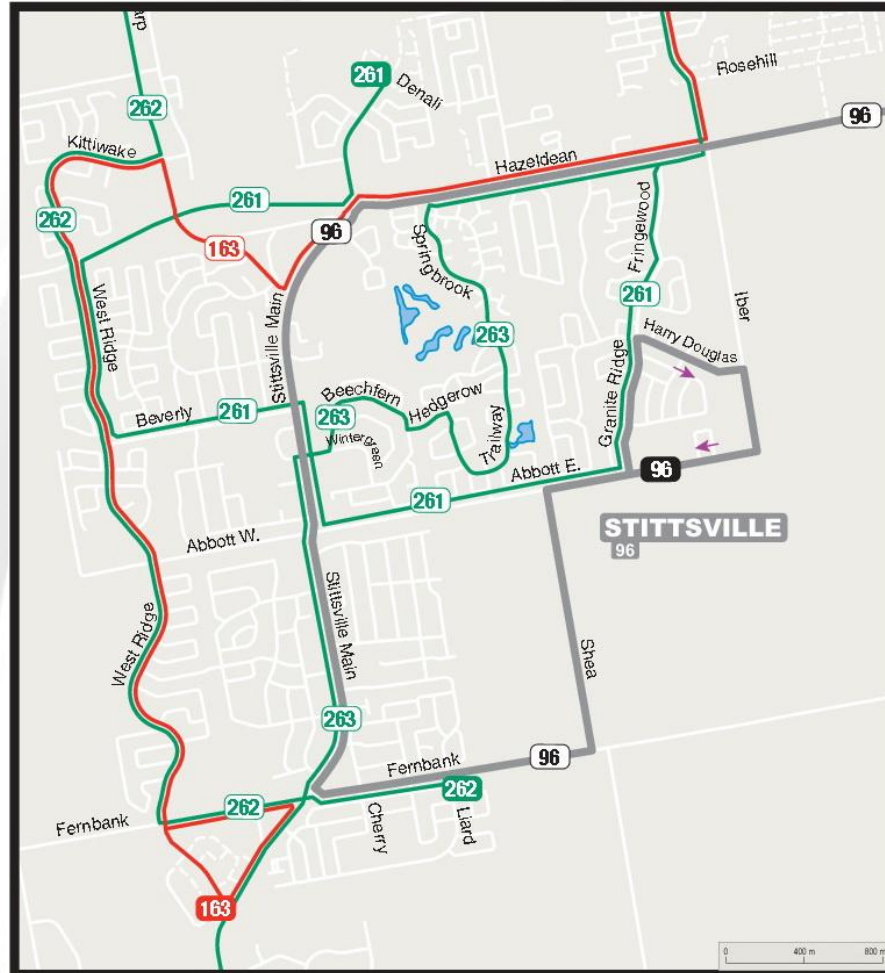 arp
262
261
Denali
Rosehill
96
Kittiwake
Hazeldean
262
261
163
96
Springbrook
Fringewood
261
Iber
263
Harry Douglas
West Ridge
Stittsville Main
Beechfern
Hedgerow
Beverly
261
263
Wintergreen
Trailway
Granite Ridge
Abbott E.
96
261
STITTSVILLE
96
Abbott W.
West Ridge
Stittsville Main
Shea
263
Fernbank
96
262
262
Fernbank
Cherry
Liard
163
0 400 m 800 m